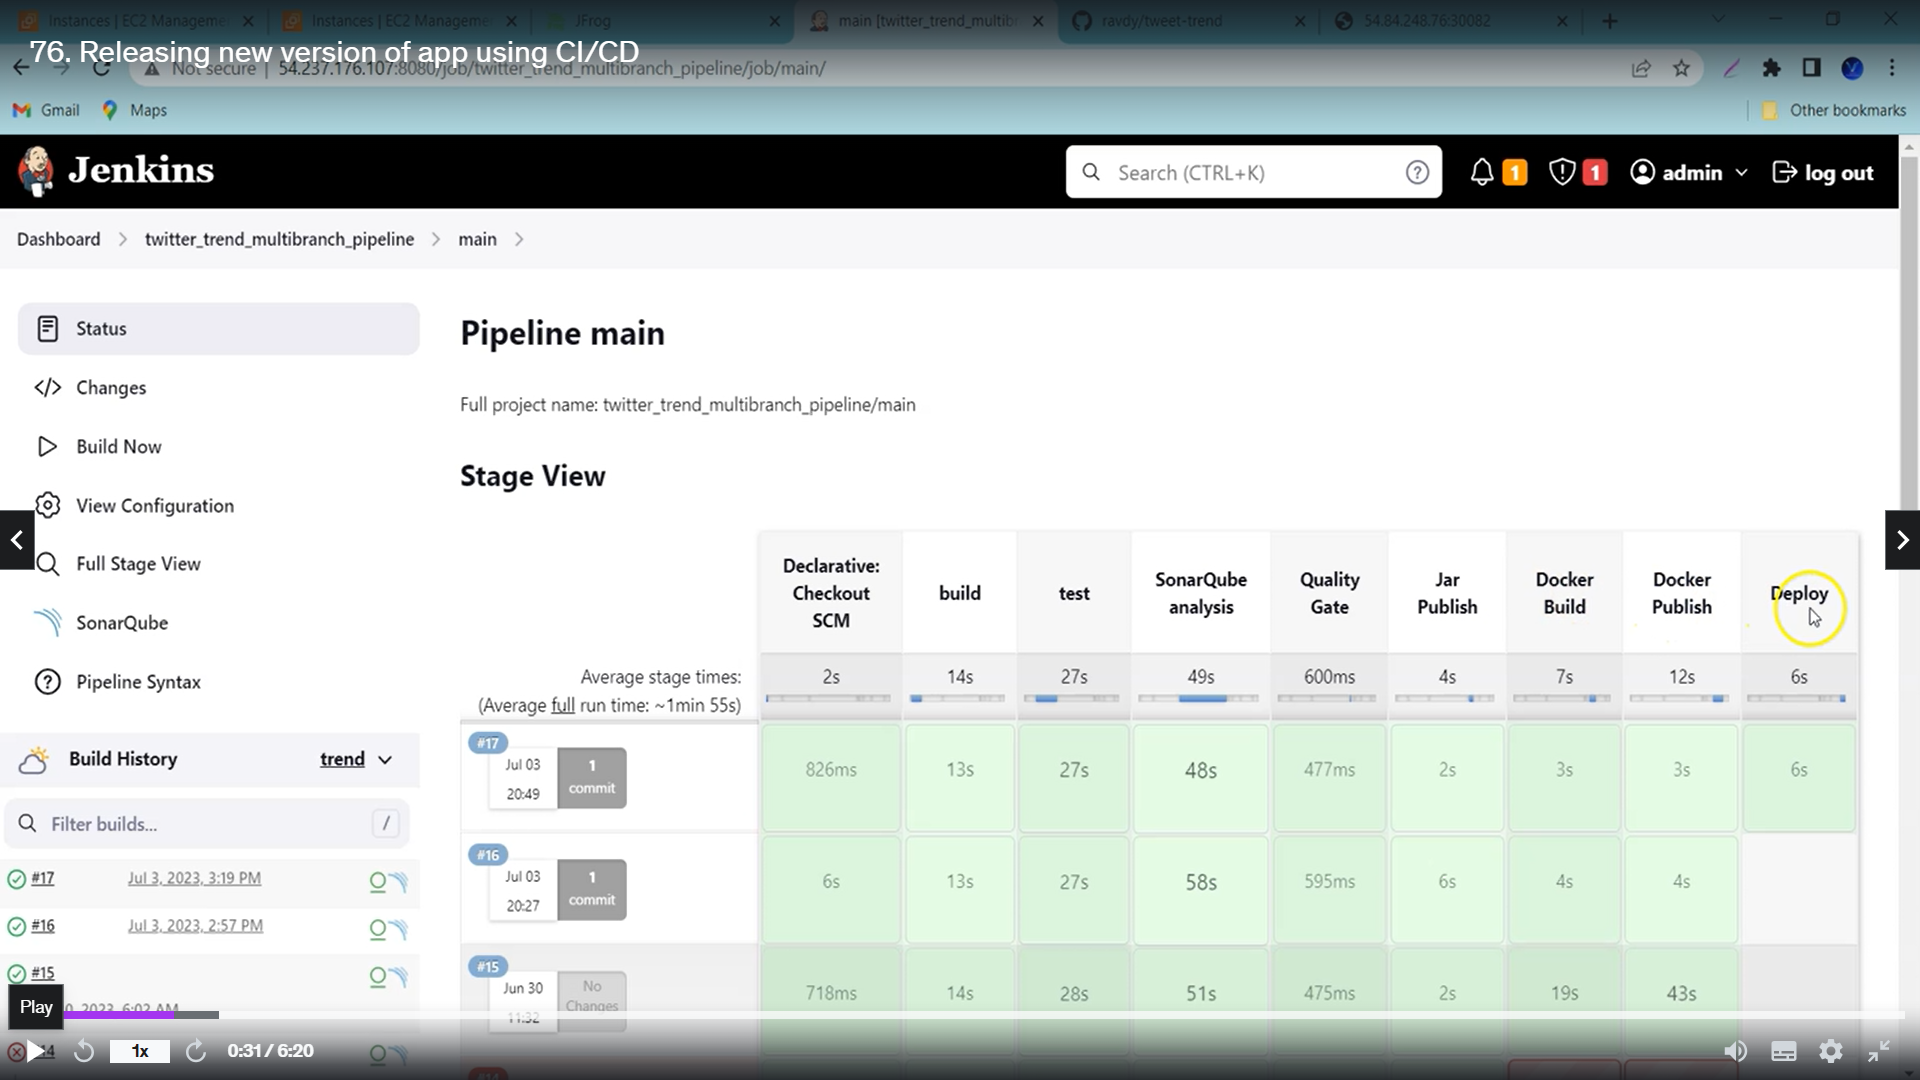 Instances | EC2 Manageme
Instances | EC2 Manageme
JFrog
main [twitter_trend_multibr
ravdy/tweet-trend
54.84.248.76:30082
76. Releasing new version of app using CI/CD
Not secure | 54.237.176.107:8080/job/twitter_trend_multibranch_pipeline/job/main/
Gmail
Maps
Other bookmarks
Jenkins
Search (CTRL+K)
1
1
admin
log out
Dashboard
twitter_trend_multibranch_pipeline
main
Status
Changes
Build Now
View Configuration
Full Stage View
SonarQube
Pipeline Syntax
Build History
trend
Filter builds...
/
#17 Jul 3, 2023, 3:19 PM
#16 Jul 3, 2023, 2:57 PM
#15
2023, 6:02 AM
14
Pipeline main
Full project name: twitter_trend_multibranch_pipeline/main
Stage View
Declarative:
Checkout
SCM
build
test
SonarQube
analysis
Quality
Gate
Jar
Publish
Docker
Build
Docker
Publish
Deploy
Average stage times:
(Average full run time: ~1min 55s)
2s 14s 27s 49s 600ms 4s 7s 12s 6s
#17
Jul 03
20:49
1
commit
826ms 13s 27s 48s 477ms 2s 3s 3s 6s
#16
Jul 03
20:27
1
commit
6s 13s 27s 58s 595ms 6s 4s 4s
#15
Jun 30
11:32
No
Changes
718ms 14s 28s 51s 475ms 2s 19s 43s
#14
Play
1x
0:31 / 6:20